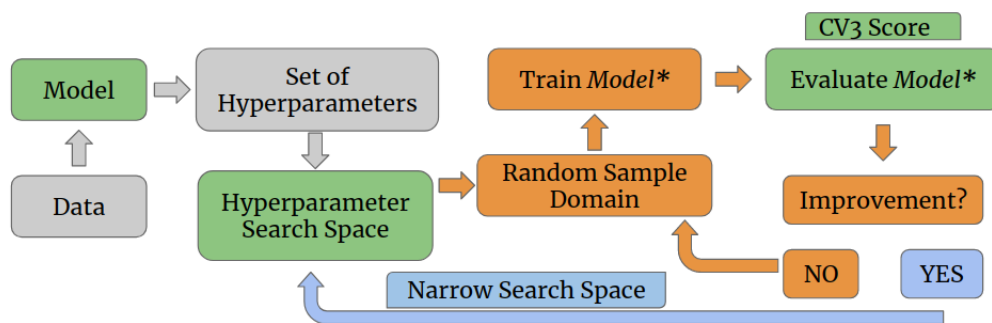 CV3 Score
Model
Set of
Hyperparameters
Train Model*
Evaluate Model*
Data
Hyperparameter
Search Space
Random Sample
Domain
Improvement?
NO
YES
Narrow Search Space